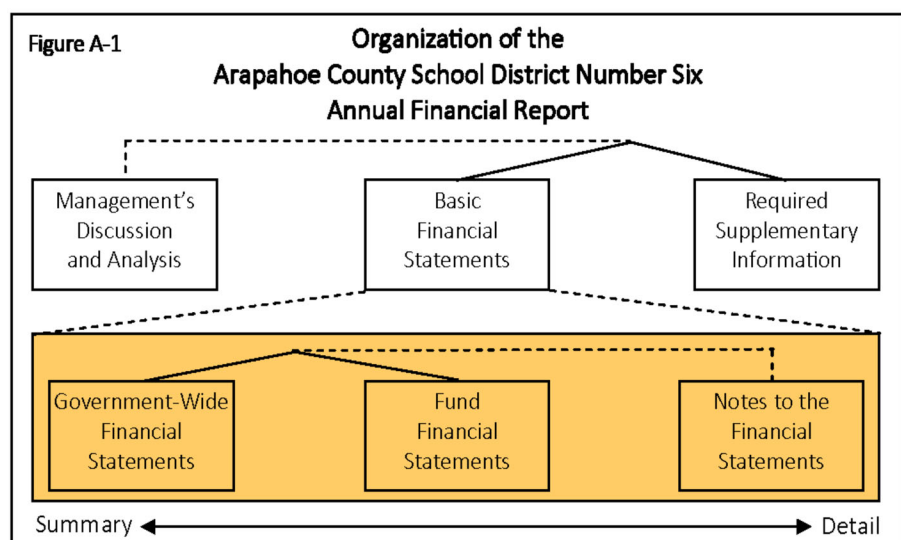 Figure A-1
Organization of the
Arapahoe County School District Number Six
Annual Financial Report
Management's
Discussion
and Analysis
Basic
Financial
Statements
Required
Supplementary
Information
Government-Wide
Financial
Statements
Fund
Financial
Statements
Notes to the
Financial
Statements
Summary
Detail